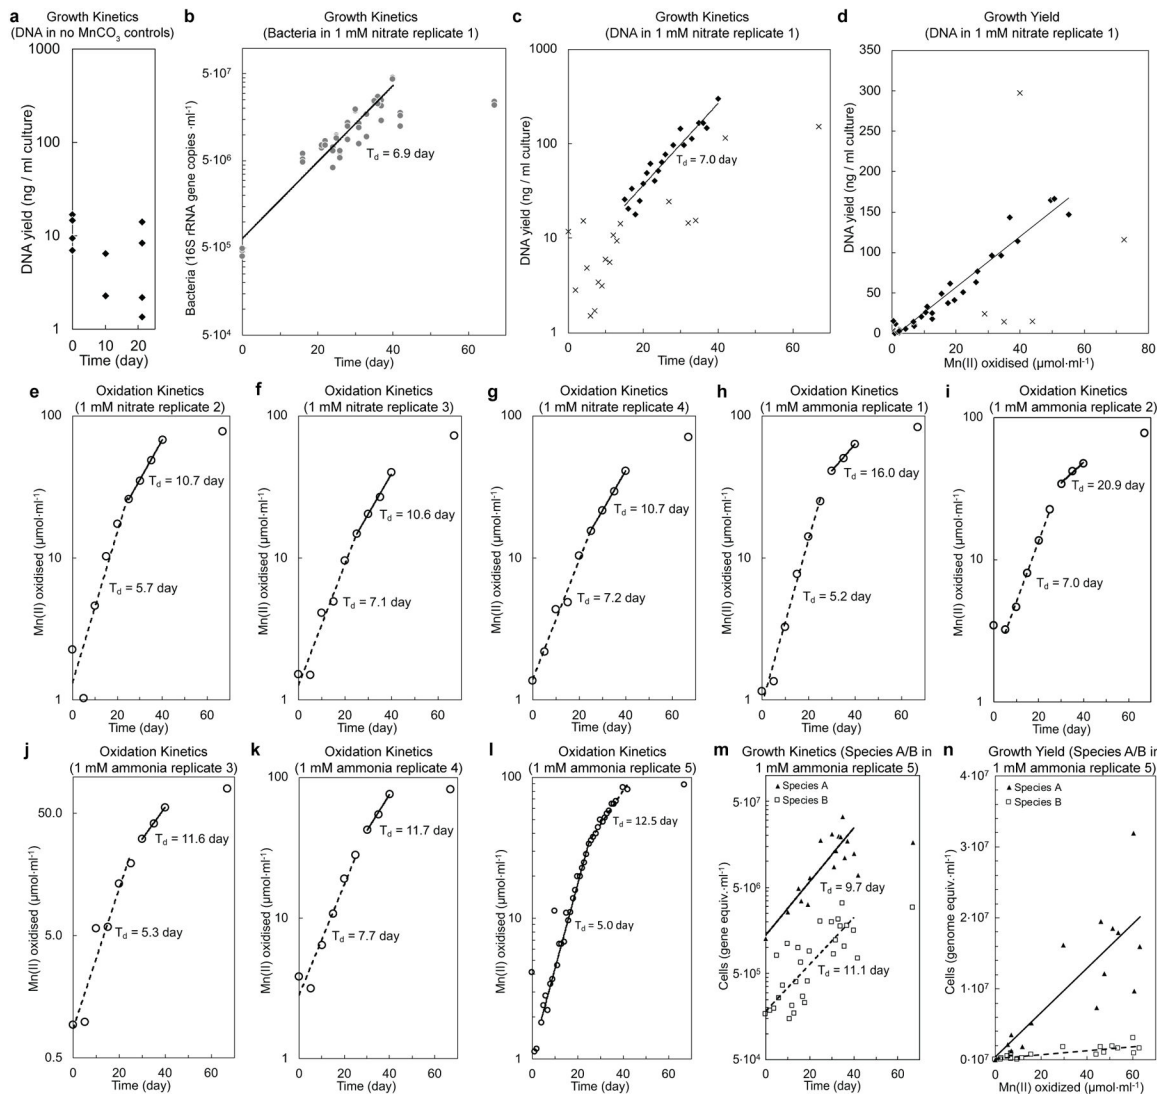 a
Growth Kinetics
(DNA in no MnCO3 controls)
DNA yield (ng / ml culture)
1000
100
10
1
0 10 20
Time (day)
b
Growth Kinetics
(Bacteria in 1 mM nitrate replicate 1)
Bacteria (16S rRNA gene copies ·ml-1)
5·10⁷
5·10⁶
5·10⁵
5·10⁴
Td = 6.9 day
0 20 40 60
Time (day)
c
Growth Kinetics
(DNA in 1 mM nitrate replicate 1)
DNA yield (ng / ml culture)
1000
100
10
1
Td = 7.0 day
0 20 40 60
Time (day)
d
Growth Yield
(DNA in 1 mM nitrate replicate 1)
DNA yield (ng / ml culture)
350
300
250
200
150
100
50
0
0 20 40 60 80
Mn(II) oxidised (µmol·ml-1)
e
Oxidation Kinetics
(1 mM nitrate replicate 2)
Mn(II) oxidised (µmol·ml-1)
100
10
1
Td = 10.7 day
Td = 5.7 day
0 20 40 60
Time (day)
f
Oxidation Kinetics
(1 mM nitrate replicate 3)
Mn(II) oxidised (µmol·ml-1)
100
10
1
Td = 10.6 day
Td = 7.1 day
0 20 40 60
Time (day)
g
Oxidation Kinetics
(1 mM nitrate replicate 4)
Mn(II) oxidised (µmol·ml-1)
100
10
1
Td = 10.7 day
Td = 7.2 day
0 20 40 60
Time (day)
h
Oxidation Kinetics
(1 mM ammonia replicate 1)
Mn(II) oxidised (µmol·ml-1)
100
10
1
Td = 16.0 day
Td = 5.2 day
0 20 40 60
Time (day)
i
Oxidation Kinetics
(1 mM ammonia replicate 2)
Mn(II) oxidised (µmol·ml-1)
100
10
1
Td = 20.9 day
Td = 7.0 day
0 20 40 60
Time (day)
j
Oxidation Kinetics
(1 mM ammonia replicate 3)
Mn(II) oxidised (µmol·ml-1)
50.0
5.0
0.5
Td = 11.6 day
Td = 5.3 day
0 20 40 60
Time (day)
k
Oxidation Kinetics
(1 mM ammonia replicate 4)
Mn(II) oxidised (µmol·ml-1)
100
10
1
Td = 11.7 day
Td = 7.7 day
0 20 40 60
Time (day)
l
Oxidation Kinetics
(1 mM ammonia replicate 5)
Mn(II) oxidised (µmol·ml-1)
100
10
1
Td = 12.5 day
Td = 5.0 day
0 20 40 60
Time (day)
m
Growth Kinetics (Species A/B in
1 mM ammonia replicate 5)
Cells (gene equiv.·ml-1)
5·10⁷
5·10⁶
5·10⁵
5·10⁴
Species A
Species B
Td = 9.7 day
Td = 11.1 day
0 20 40 60
Time (day)
n
Growth Yield (Species A/B in
1 mM ammonia replicate 5)
Cells (genome equiv.·ml-1)
4·10⁷
3·10⁷
2·10⁷
1·10⁷
0·10⁷
Species A
Species B
0 10 20 30 40 50 60 70
Mn(II) oxidized (µmol·ml-1)